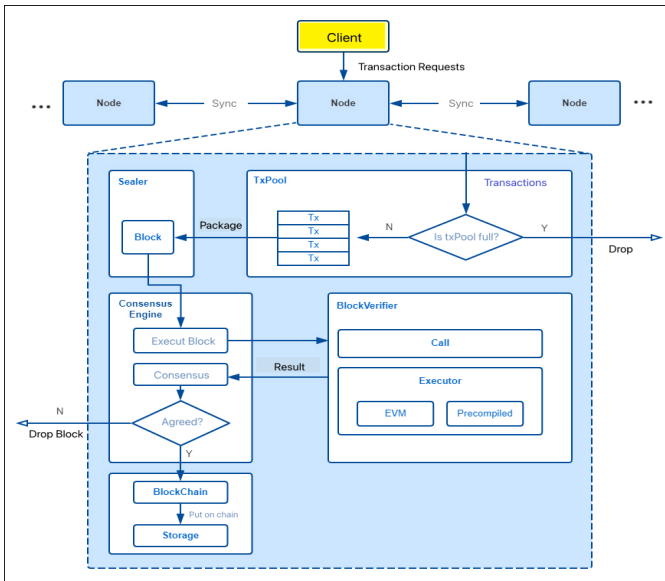 Client
Transaction Requests
... Node Sync Node Sync Node ...
Sealer
TxPool
Transactions
Block
Package
Tx
Tx
Tx
Tx
N
Is txPool full?
Y
Drop
Consensus
Engine
Execut Block
Consensus
Agreed?
N
Drop Block
Y
Result
BlockVerifier
Call
Executor
EVM
Precompiled
BlockChain
Put on chain
Storage